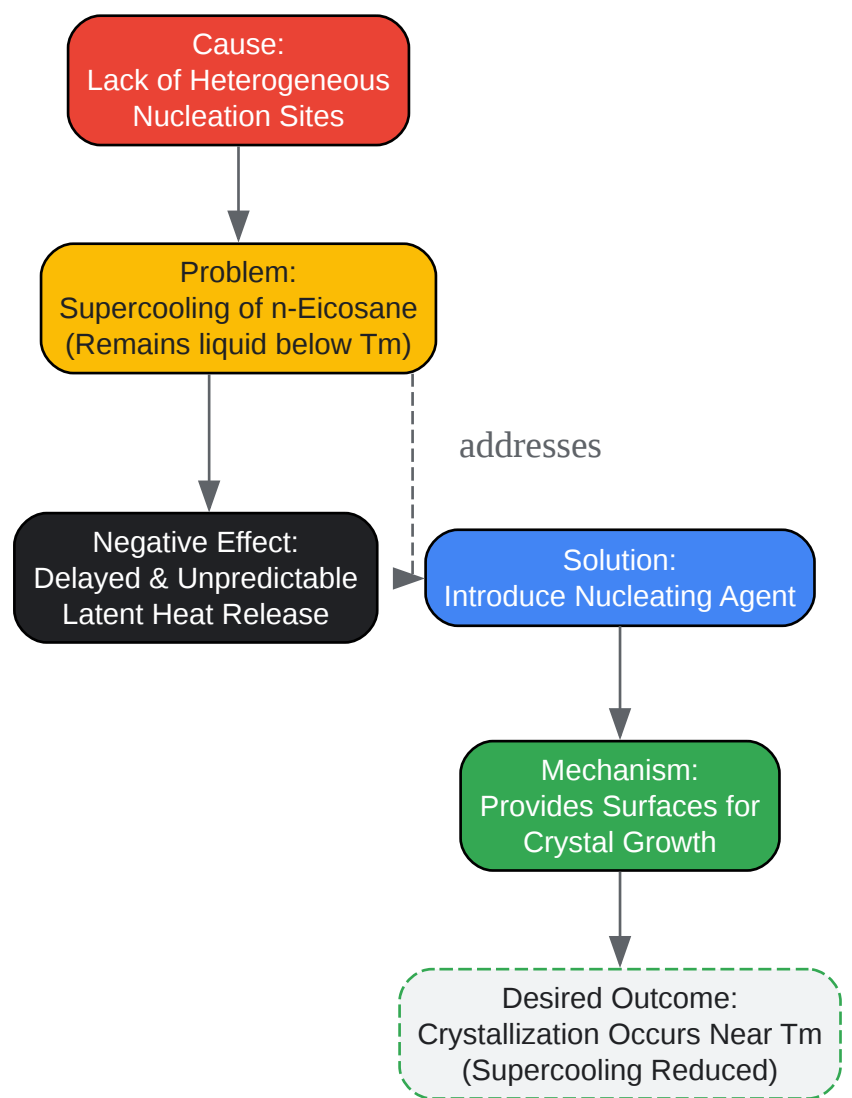 Cause:
Lack of Heterogeneous
Nucleation Sites
Problem:
Supercooling of n-Eicosane
(Remains liquid below Tm)
addresses
Negative Effect:
Delayed & Unpredictable
Latent Heat Release
Solution:
Introduce Nucleating Agent
Mechanism:
Provides Surfaces for
Crystal Growth
Desired Outcome:
Crystallization Occurs Near Tm
(Supercooling Reduced)